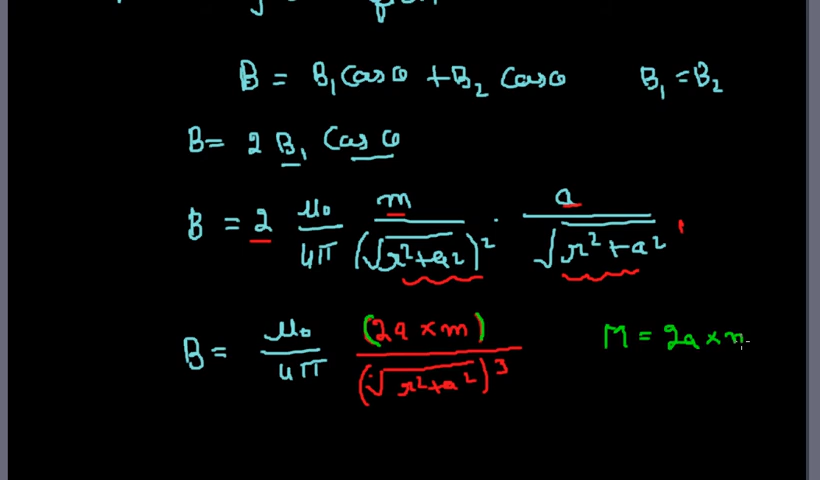 B = B₁ Cos θ + B₂ Cos θ    B₁ = B₂
B = 2 B₁ Cos θ
B = 2 μ₀/4π m/(√r²+a²)² · a/√r²+a²
B = μ₀/4π (2a × m)/(√r²+a²)³    M = 2a × m